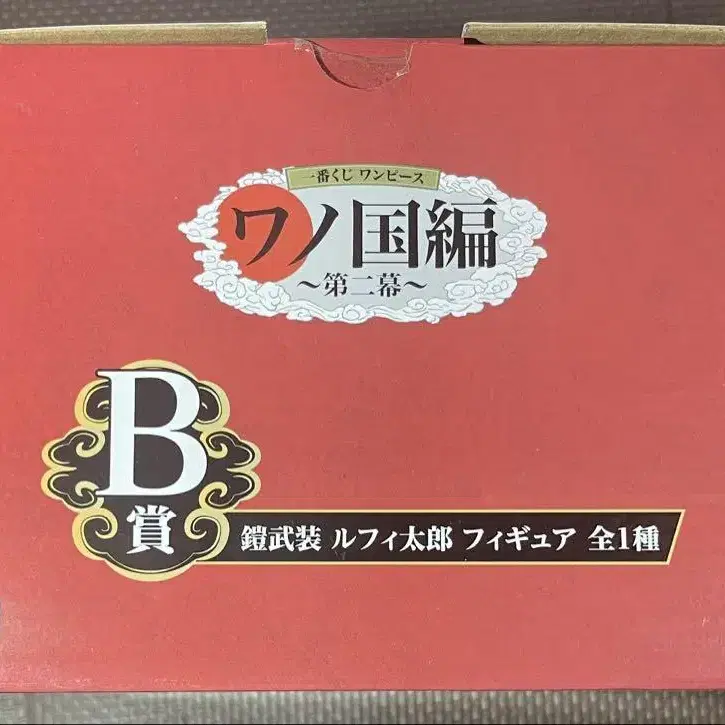 一番くじ ワンピース
ワノ国編
～第二幕～
B
賞
鎧武装 ルフィ太郎 フィギュア 全1種